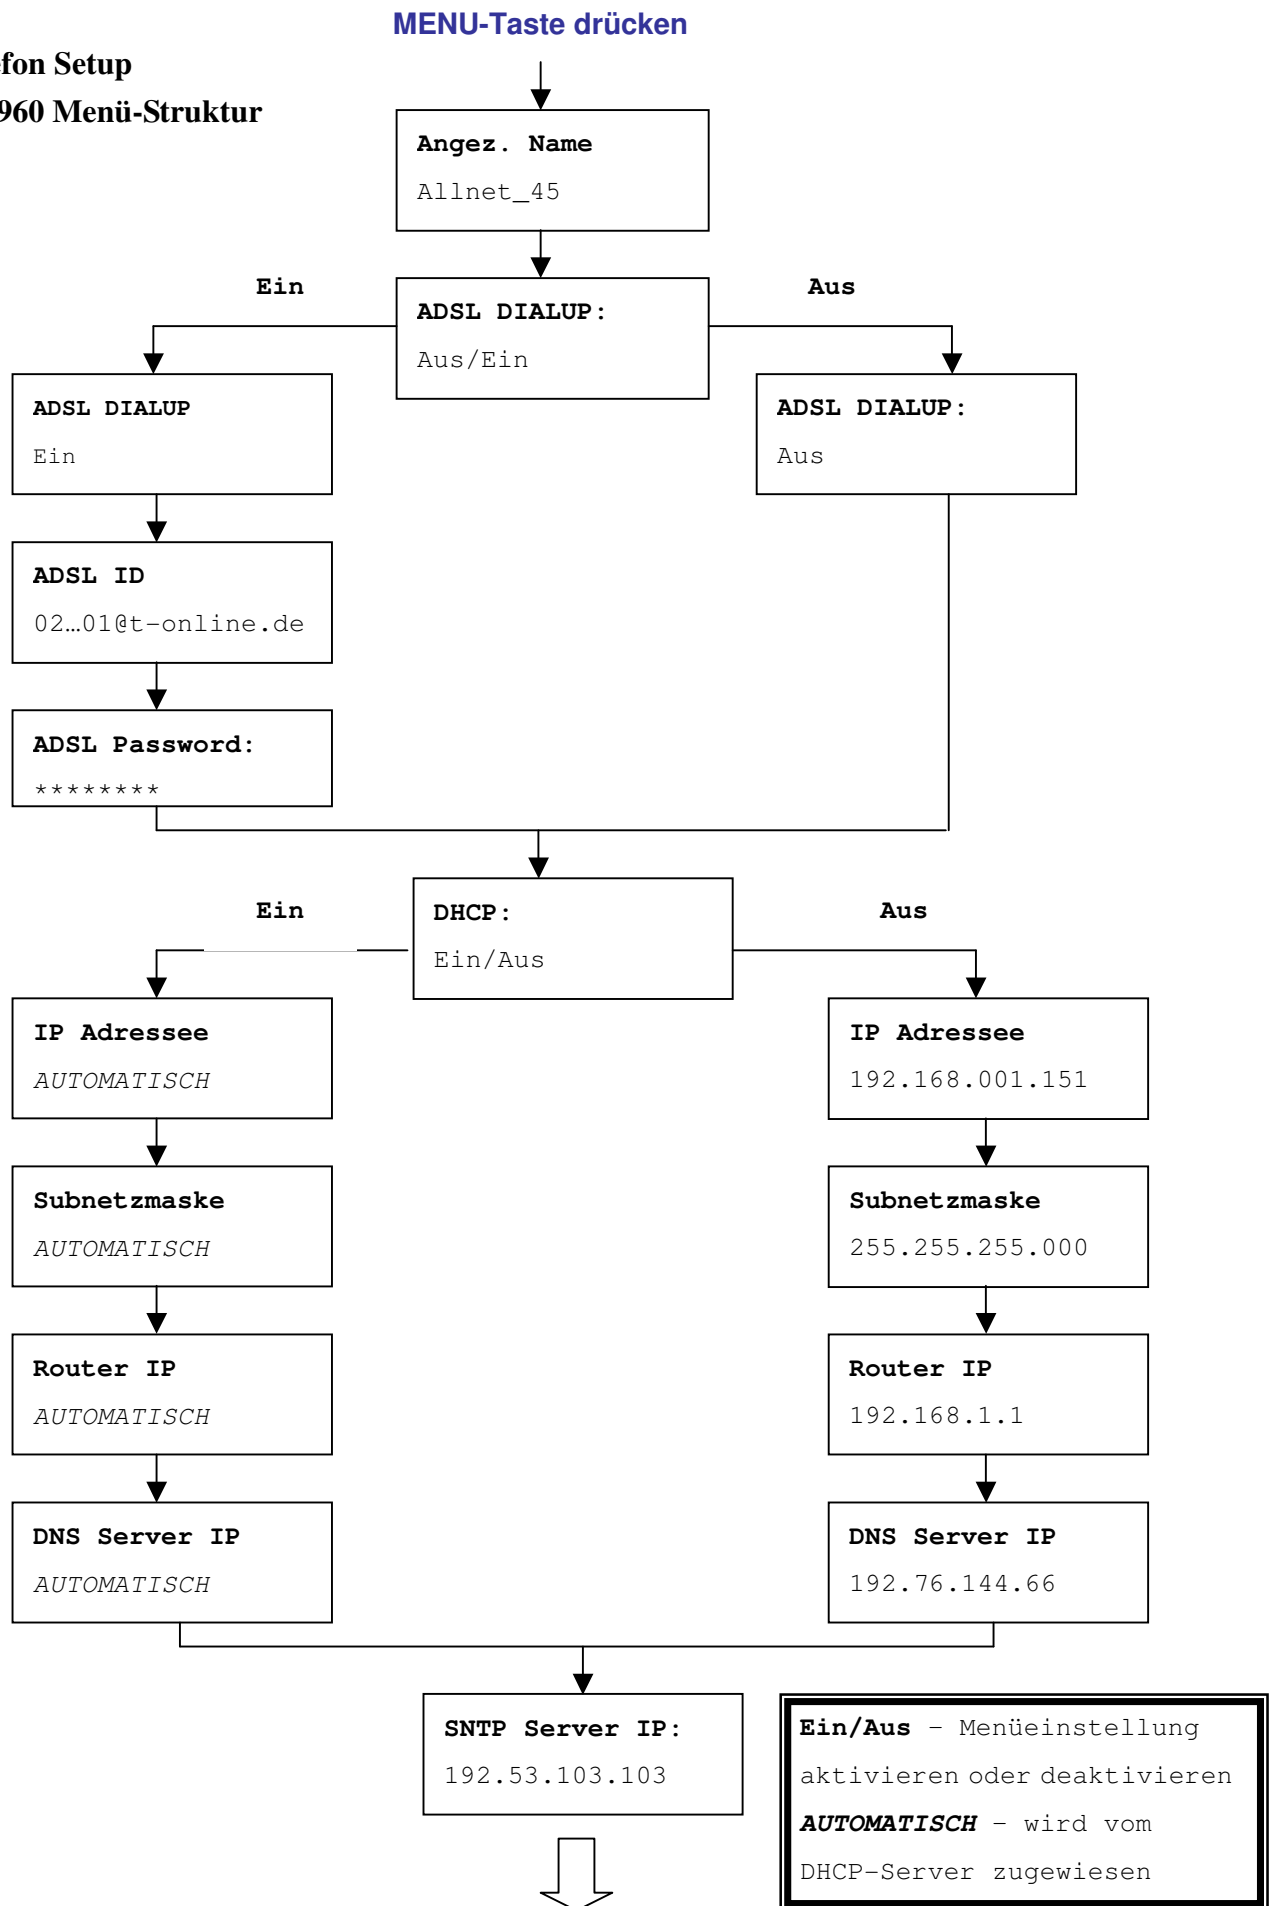 MENU-Taste drücken
efon Setup
960 Menü-Struktur
Angez. Name
Allnet_45
Ein
Aus
ADSL DIALUP:
Aus/Ein
ADSL DIALUP
Ein
ADSL DIALUP:
Aus
ADSL ID
02…01@t-online.de
ADSL Password:
********
Ein
DHCP:
Ein/Aus
Aus
IP Adressee
AUTOMATISCH
IP Adressee
192.168.001.151
Subnetzmaske
AUTOMATISCH
Subnetzmaske
255.255.255.000
Router IP
AUTOMATISCH
Router IP
192.168.1.1
DNS Server IP
AUTOMATISCH
DNS Server IP
192.76.144.66
SNTP Server IP:
192.53.103.103
Ein/Aus – Menüeinstellung
aktivieren oder deaktivieren
AUTOMATISCH – wird vom
DHCP-Server zugewiesen